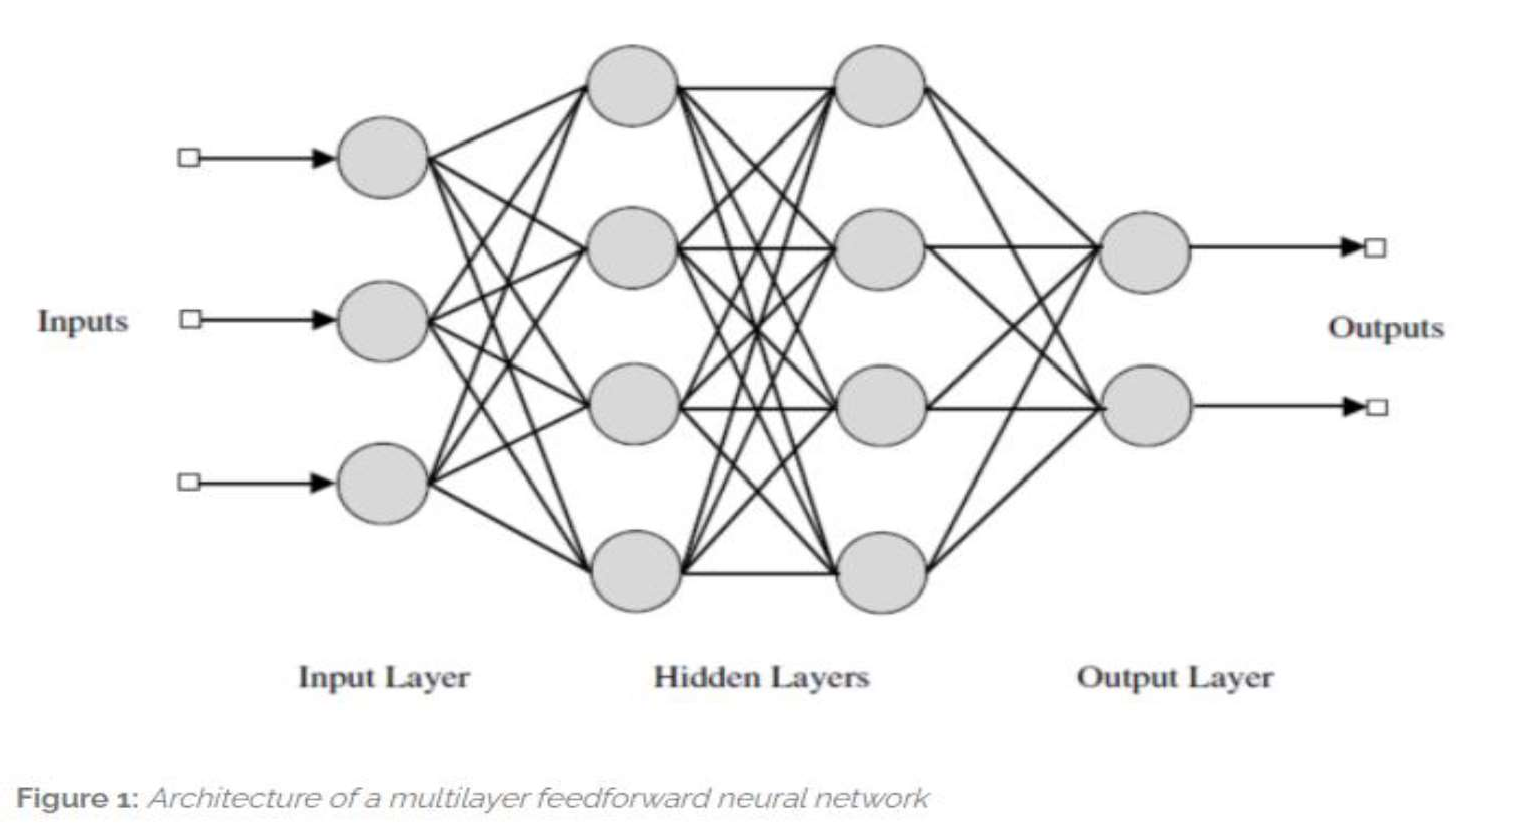 Inputs
Outputs
Input Layer
Hidden Layers
Output Layer
Figure 1: Architecture of a multilayer feedforward neural network